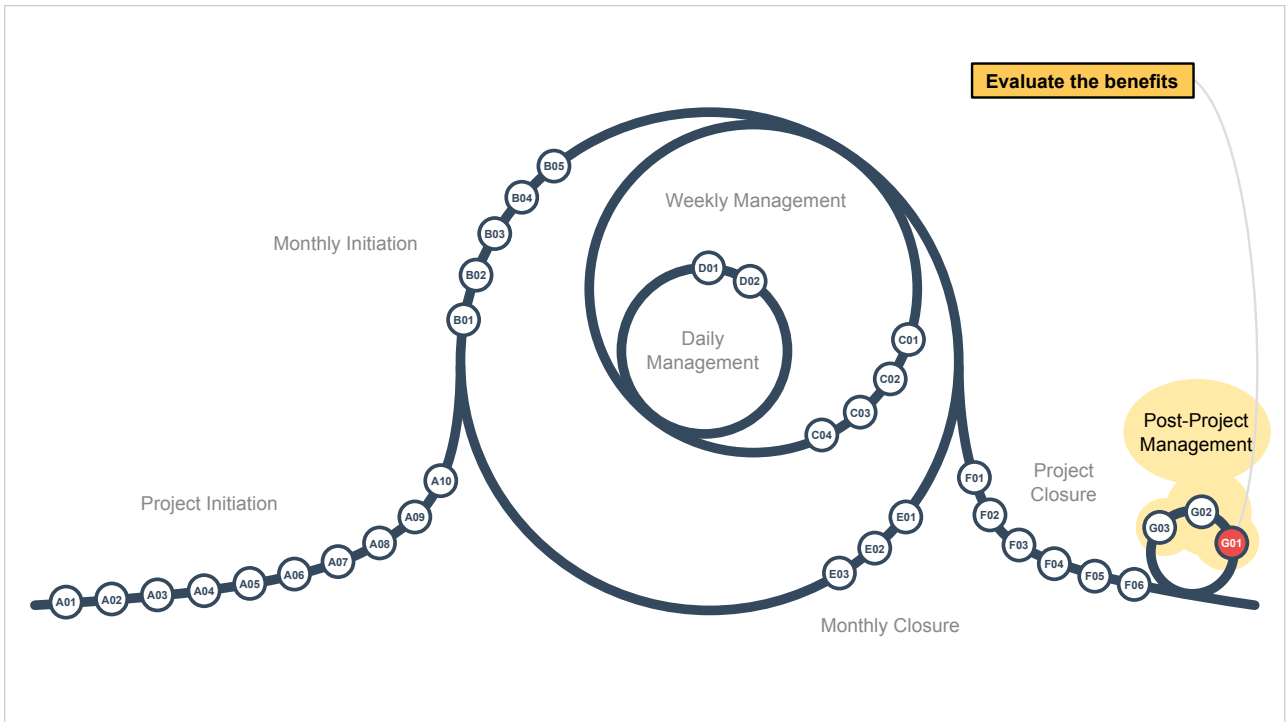 Evaluate the benefits
B05
B04
B03
B02
B01
Monthly Initiation
Weekly Management
D01
D02
Daily
Management
C01
C02
C03
C04
Post-Project
Management
Project Initiation
A01
A02
A03
A04
A05
A06
A07
A08
A09
A10
E01
E02
E03
Monthly Closure
Project
Closure
F01
F02
F03
F04
F05
F06
G03
G02
G01